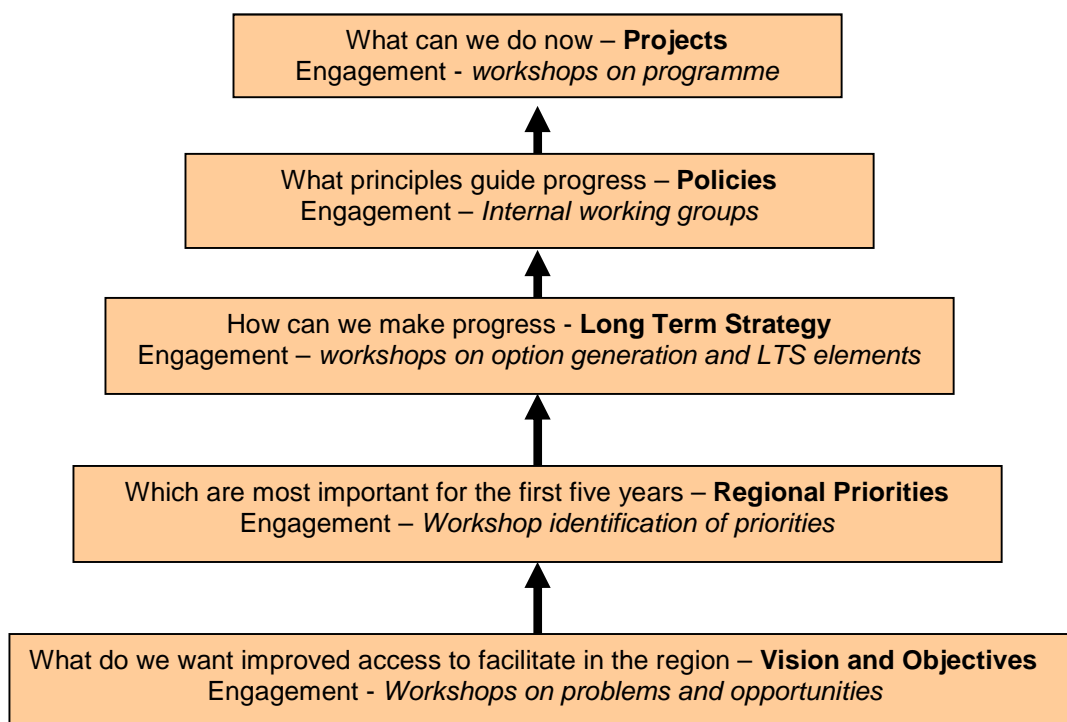 What can we do now – Projects
Engagement - workshops on programme
What principles guide progress – Policies
Engagement – Internal working groups
How can we make progress - Long Term Strategy
Engagement – workshops on option generation and LTS elements
Which are most important for the first five years – Regional Priorities
Engagement – Workshop identification of priorities
What do we want improved access to facilitate in the region – Vision and Objectives
Engagement - Workshops on problems and opportunities